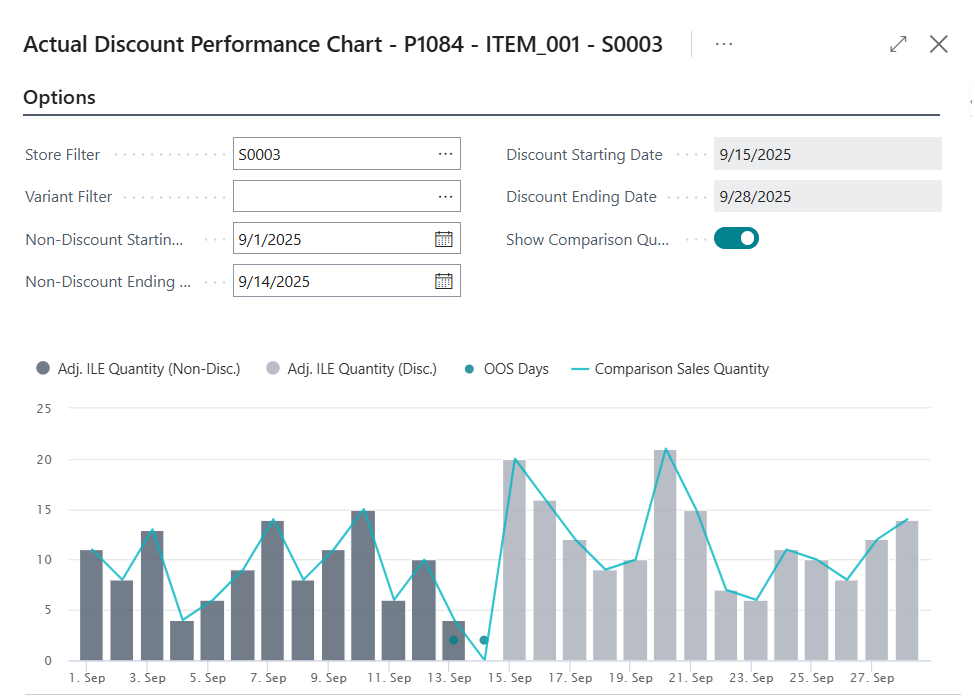 Actual Discount Performance Chart - P1084 - ITEM_001 - S0003 ...
Options
Store Filter S0003 ...
Variant Filter ...
Non-Discount Startin... 9/1/2025
Non-Discount Ending ... 9/14/2025
Discount Starting Date 9/15/2025
Discount Ending Date 9/28/2025
Show Comparison Qu...
Adj. ILE Quantity (Non-Disc.) Adj. ILE Quantity (Disc.) OOS Days Comparison Sales Quantity
25
20
15
10
5
0
1. Sep 3. Sep 5. Sep 7. Sep 9. Sep 11. Sep 13. Sep 15. Sep 17. Sep 19. Sep 21. Sep 23. Sep 25. Sep 27. Sep